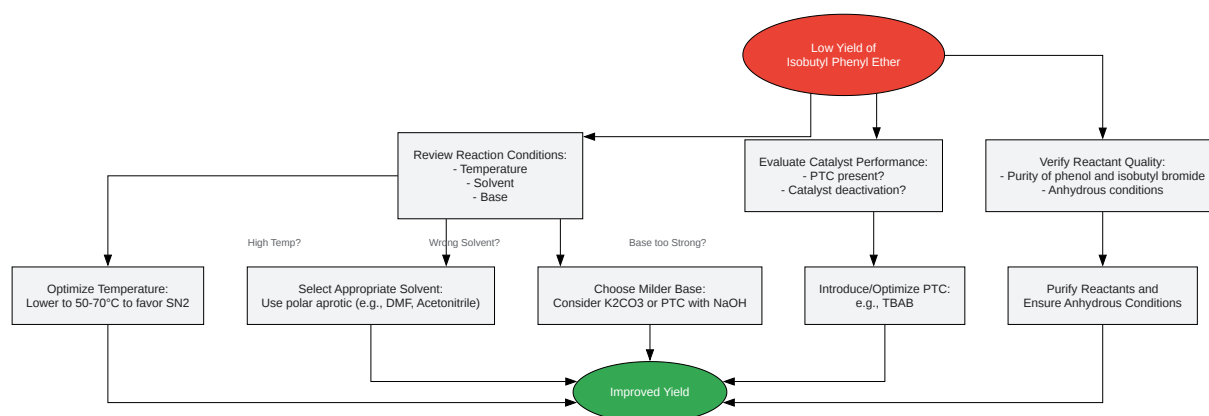 Low Yield of
Isobutyl Phenyl Ether
Review Reaction Conditions:
- Temperature
- Solvent
- Base
Evaluate Catalyst Performance:
- PTC present?
- Catalyst deactivation?
Verify Reactant Quality:
- Purity of phenol and isobutyl bromide
- Anhydrous conditions
High Temp?
Wrong Solvent?
Base too Strong?
Optimize Temperature:
Lower to 50-70°C to favor SN2
Select Appropriate Solvent:
Use polar aprotic (e.g., DMF, Acetonitrile)
Choose Milder Base:
Consider K2CO3 or PTC with NaOH
Introduce/Optimize PTC:
e.g., TBAB
Purify Reactants and
Ensure Anhydrous Conditions
Improved Yield